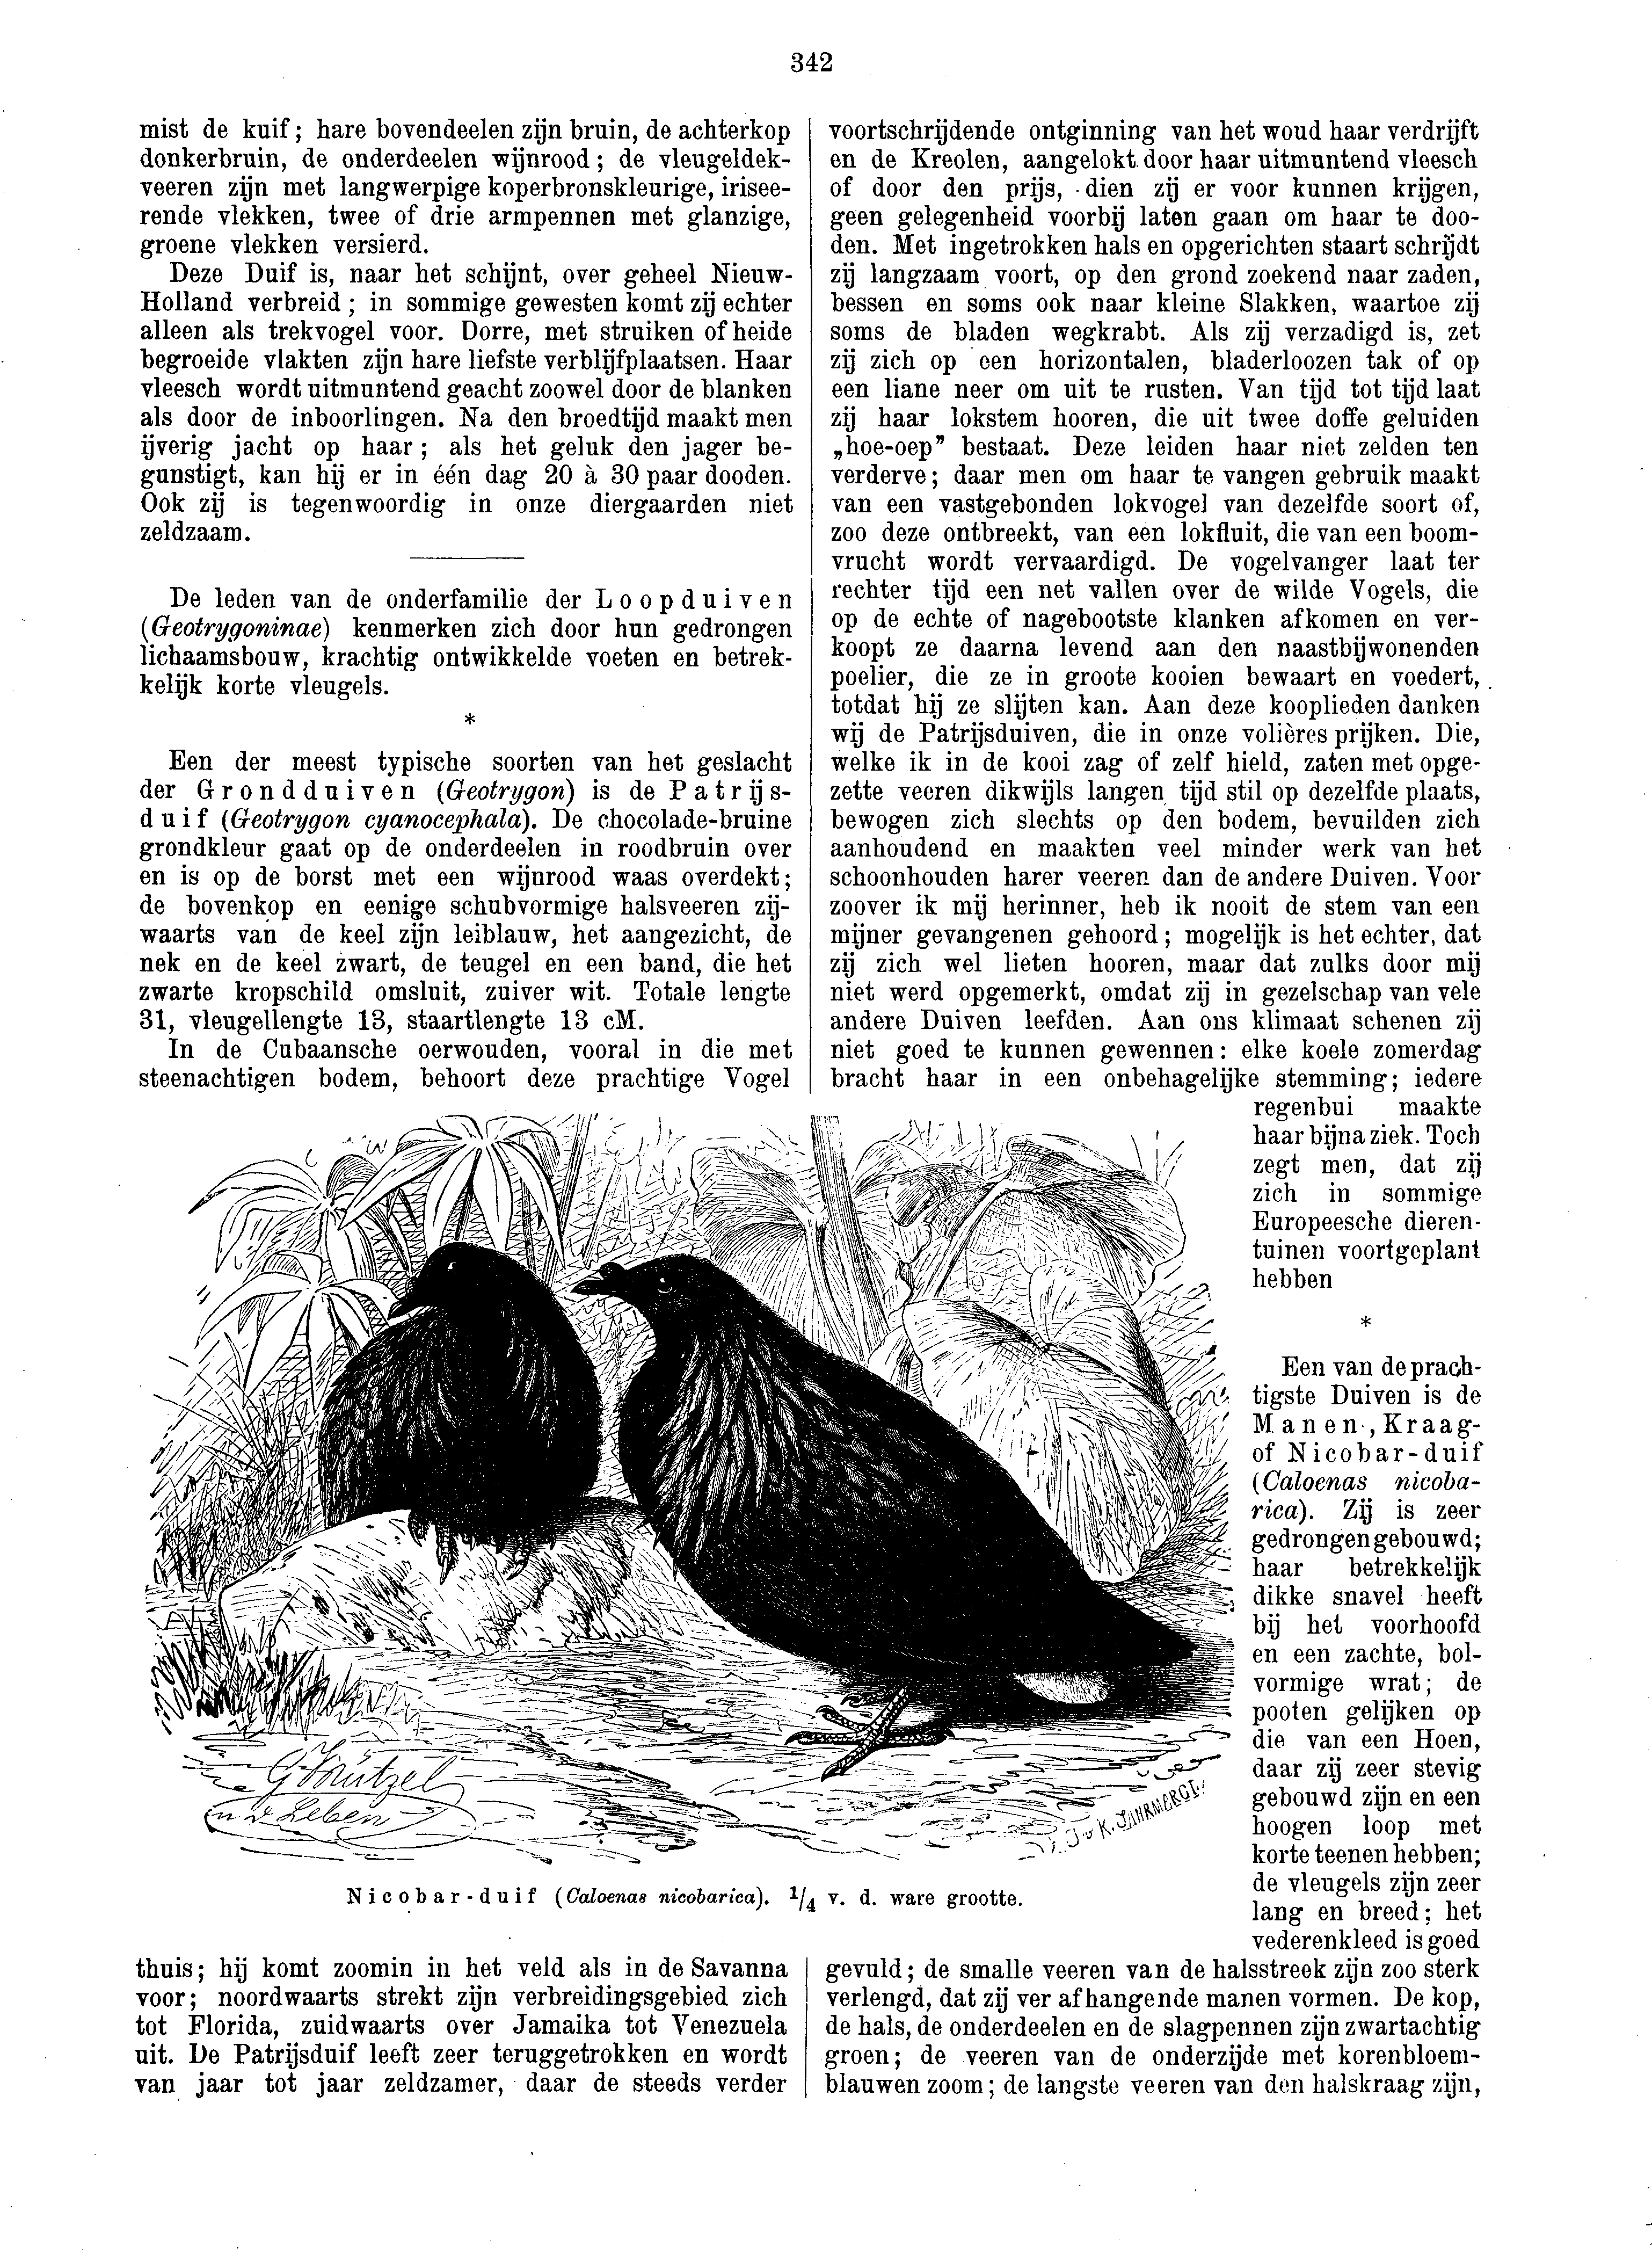 342
mist de kuif; hare bovendeelen zijn bruin, de achterkop
donkerbruin, de onderdeelen wijnrood; de vleugeldek-
veeren zijn met langwerpige koperbronskleurige, irisee-
rende vlekken, twee of drie armpennen met glanzige,
groene vlekken versierd.
Deze Duif is, naar het schijnt, over geheel Nieuw-
Holland verbreid; in sommige gewesten komt zij echter
alleen als trekvogel voor. Dorre, met struiken of heide
begroeide vlakten zijn hare liefste verblijfplaatsen. Haar
vleesch wordt uitmuntend geacht zoowel door de blanken
als door de inboorlingen. Na den broedtijd maakt men
ijverig jacht op haar; als het geluk den jager be-
gunstigt, kan hij er in één dag 20 à 30 paar dooden.
Ook zij is tegenwoordig in onze diergaarden niet
zeldzaam.
De leden van de onderfamilie der Loopduiven
(Geotrygoninae) kenmerken zich door hun gedrongen
lichaamsbouw, krachtig ontwikkelde voeten en betrek-
kelijk korte vleugels.
*
Een der meest typische soorten van het geslacht
der Grondduiven (Geotrygon) is de Patrijs-
duif (Geotrygon cyanocephala). De chocolade-bruine
grondkleur gaat op de onderdeelen in roodbruin over
en is op de borst met een wijnrood waas overdekt;
de bovenkop en eenige schubvormige halsveeren zij-
waarts van de keel zijn leiblauw, het aangezicht, de
nek en de keel zwart, de teugel en een band, die het
zwarte kropschild omsluit, zuiver wit. Totale lengte
31, vleugellengte 13, staartlengte 13 cM.
In de Cubaansche oerwouden, vooral in die met
steenachtigen bodem, behoort deze prachtige Vogel
thuis; hij komt zoomin in het veld als in de Savanna
voor; noordwaarts strekt zijn verbreidingsgebied zich
tot Florida, zuidwaarts over Jamaika tot Venezuela
uit. De Patrijsduif leeft zeer teruggetrokken en wordt
van jaar tot jaar zeldzamer, daar de steeds verder
voortschrijdende ontginning van het woud haar verdrijft
en de Kreolen, aangelokt door haar uitmuntend vleesch
of door den prijs, dien zij er voor kunnen krijgen,
geen gelegenheid voorbij laten gaan om haar te doo-
den. Met ingetrokken hals en opgerichten staart schrijdt
zij langzaam voort, op den grond zoekend naar zaden,
bessen en soms ook naar kleine Slakken, waartoe zij
soms de bladen wegkrabt. Als zij verzadigd is, zet
zij zich op een horizontalen, bladerloozen tak of op
een liane neer om uit te rusten. Van tijd tot tijd laat
zij haar lokstem hooren, die uit twee doffe geluiden
„hoe-oep” bestaat. Deze leiden haar niet zelden ten
verderve; daar men om haar te vangen gebruik maakt
van een vastgebonden lokvogel van dezelfde soort of,
zoo deze ontbreekt, van een lokfluit, die van een boom-
vrucht wordt vervaardigd. De vogelvanger laat ter
rechter tijd een net vallen over de wilde Vogels, die
op de echte of nagebootste klanken afkomen en ver-
koopt ze daarna levend aan den naastbijwonenden
poelier, die ze in groote kooien bewaart en voedert,
totdat hij ze slijten kan. Aan deze kooplieden danken
wij de Patrijsduiven, die in onze volières prijken. Die,
welke ik in de kooi zag of zelf hield, zaten met opge-
zette veeren dikwijls langen tijd stil op dezelfde plaats,
bewogen zich slechts op den bodem, bevuilden zich
aanhoudend en maakten veel minder werk van het
schoonhouden harer veeren dan de andere Duiven. Voor
zoover ik mij herinner, heb ik nooit de stem van een
mijner gevangenen gehoord; mogelijk is het echter, dat
zij zich wel lieten hooren, maar dat zulks door mij
niet werd opgemerkt, omdat zij in gezelschap van vele
andere Duiven leefden. Aan ons klimaat schenen zij
niet goed te kunnen gewennen: elke koele zomerdag
bracht haar in een onbehagelijke stemming; iedere
regenbui maakte
haar bijna ziek. Toch
zegt men, dat zij
zich in sommige
Europeesche dieren-
tuinen voortgeplant
hebben
*
Een van de prach-
tigste Duiven is de
Manen-, Kraag-
of Nicobar-duif
(Caloenas nicoba-
rica). Zij is zeer
gedrongen gebouwd;
haar betrekkelijk
dikke snavel heeft
bij het voorhoofd
en een zachte, bol-
vormige wrat; de
pooten gelijken op
die van een Hoen,
daar zij zeer stevig
gebouwd zijn en een
hoogen loop met
korte teenen hebben;
de vleugels zijn zeer
lang en breed; het
vederenkleed is goed
gevuld; de smalle veeren van de halsstreek zijn zoo sterk
verlengd, dat zij ver afhangende manen vormen. De kop,
de hals, de onderdeelen en de slagpennen zijn zwartachtig
groen; de veeren van de onderzijde met korenbloem-
blauwen zoom; de langste veeren van den halskraag zijn,
G Mützel
n. d. Leben
K. JAHRMARGT.
Nicobar-duif (Caloenas nicobarica). 1/4 v. d. ware grootte.